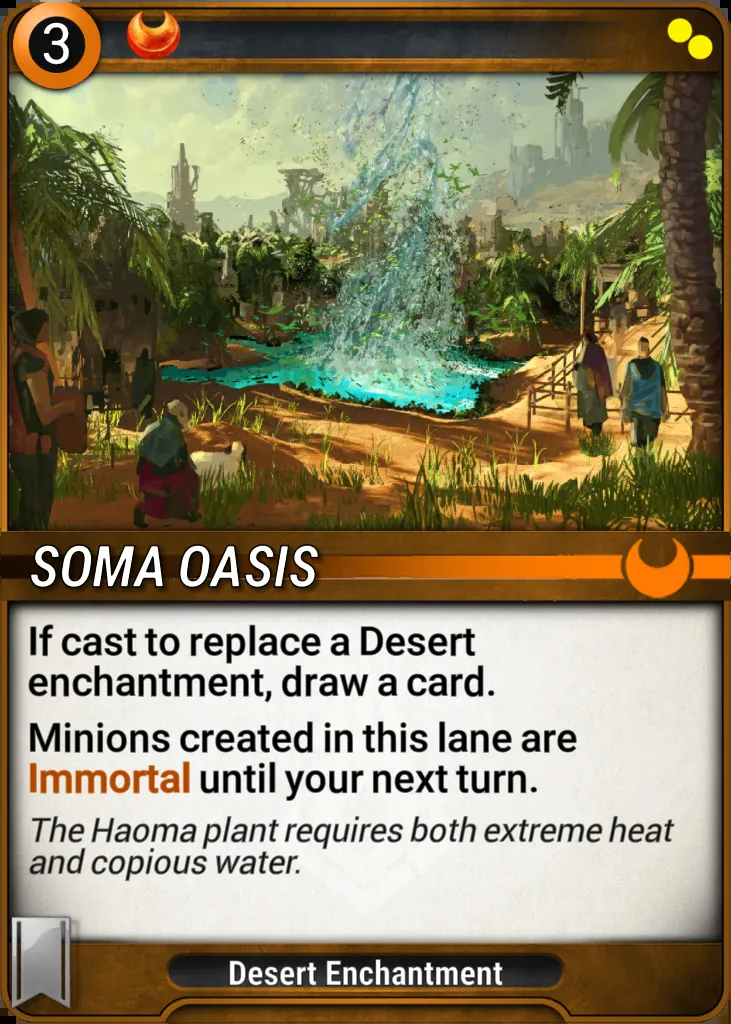 3
SOMA OASIS
If cast to replace a Desert
enchantment, draw a card.
Minions created in this lane are
Immortal until your next turn.
The Haoma plant requires both extreme heat
and copious water.
Desert Enchantment